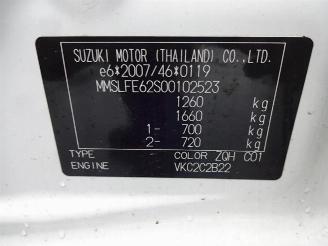 SUZUKI MOTOR (THAILAND) CO., LTD.
e6*2007/46*0119
MMSLFE62S00102523
1260 kg
1660 kg
1- 700 kg
2- 720 kg
TYPE COLOR ZQH C01
ENGINE VKC2C2B22